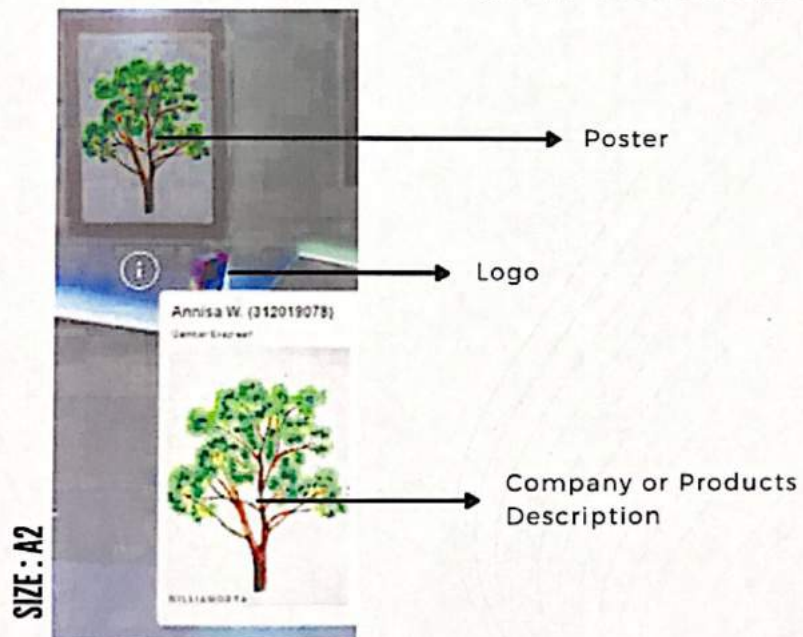 Poster
Logo
Annisa W. (312019078)
Company or Products
Description
SIZE : A2